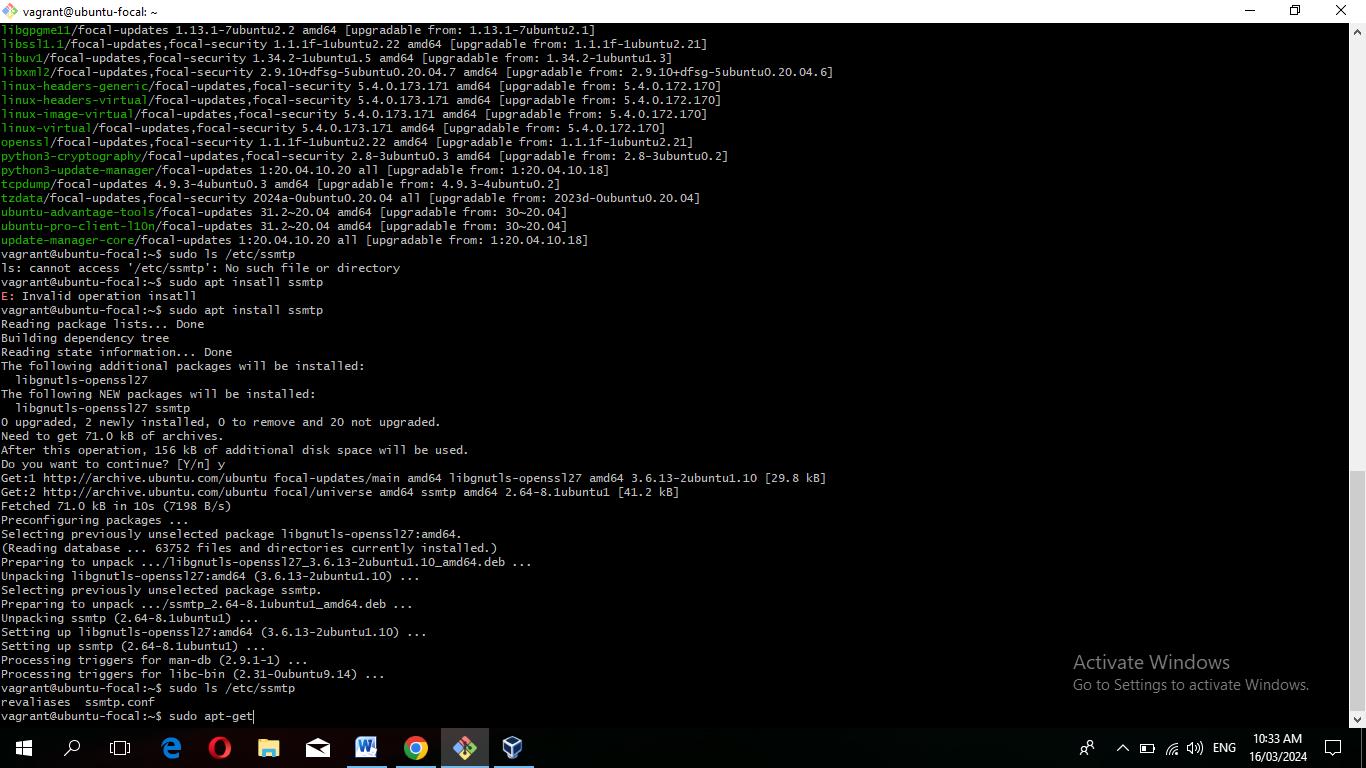 vagrant@ubuntu-focal: ~
libgpgme11/focal-updates 1.13.1-7ubuntu2.2 amd64 [upgradable from: 1.13.1-7ubuntu2.1]
libssl1.1/focal-updates,focal-security 1.1.1f-1ubuntu2.22 amd64 [upgradable from: 1.1.1f-1ubuntu2.21]
libuv1/focal-updates,focal-security 1.34.2-1ubuntu1.5 amd64 [upgradable from: 1.34.2-1ubuntu1.3]
libxml2/focal-updates,focal-security 2.9.10+dfsg-5ubuntu0.20.04.7 amd64 [upgradable from: 2.9.10+dfsg-5ubuntu0.20.04.6]
linux-headers-generic/focal-updates,focal-security 5.4.0.173.171 amd64 [upgradable from: 5.4.0.172.170]
linux-headers-virtual/focal-updates,focal-security 5.4.0.173.171 amd64 [upgradable from: 5.4.0.172.170]
linux-image-virtual/focal-updates,focal-security 5.4.0.173.171 amd64 [upgradable from: 5.4.0.172.170]
linux-virtual/focal-updates,focal-security 5.4.0.173.171 amd64 [upgradable from: 5.4.0.172.170]
openssl/focal-updates,focal-security 1.1.1f-1ubuntu2.22 amd64 [upgradable from: 1.1.1f-1ubuntu2.21]
python3-cryptography/focal-updates,focal-security 2.8-3ubuntu0.3 amd64 [upgradable from: 2.8-3ubuntu0.2]
python3-update-manager/focal-updates 1:20.04.10.20 all [upgradable from: 1:20.04.10.18]
tcpdump/focal-updates 4.9.3-4ubuntu0.3 amd64 [upgradable from: 4.9.3-4ubuntu0.2]
tzdata/focal-updates,focal-security 2024a-0ubuntu0.20.04 all [upgradable from: 2023d-0ubuntu0.20.04]
ubuntu-advantage-tools/focal-updates 31.2~20.04 amd64 [upgradable from: 30~20.04]
ubuntu-pro-client-l10n/focal-updates 31.2~20.04 amd64 [upgradable from: 30~20.04]
update-manager-core/focal-updates 1:20.04.10.20 all [upgradable from: 1:20.04.10.18]
vagrant@ubuntu-focal:~$ sudo ls /etc/ssmtp
ls: cannot access '/etc/ssmtp': No such file or directory
vagrant@ubuntu-focal:~$ sudo apt insatll ssmtp
E: Invalid operation insatll
vagrant@ubuntu-focal:~$ sudo apt install ssmtp
Reading package lists... Done
Building dependency tree
Reading state information... Done
The following additional packages will be installed:
  libgnutls-openssl27
The following NEW packages will be installed:
  libgnutls-openssl27 ssmtp
0 upgraded, 2 newly installed, 0 to remove and 20 not upgraded.
Need to get 71.0 kB of archives.
After this operation, 156 kB of additional disk space will be used.
Do you want to continue? [Y/n] y
Get:1 http://archive.ubuntu.com/ubuntu focal-updates/main amd64 libgnutls-openssl27 amd64 3.6.13-2ubuntu1.10 [29.8 kB]
Get:2 http://archive.ubuntu.com/ubuntu focal/universe amd64 ssmtp amd64 2.64-8.1ubuntu1 [41.2 kB]
Fetched 71.0 kB in 10s (7198 B/s)
Preconfiguring packages ...
Selecting previously unselected package libgnutls-openssl27:amd64.
(Reading database ... 63752 files and directories currently installed.)
Preparing to unpack .../libgnutls-openssl27_3.6.13-2ubuntu1.10_amd64.deb ...
Unpacking libgnutls-openssl27:amd64 (3.6.13-2ubuntu1.10) ...
Selecting previously unselected package ssmtp.
Preparing to unpack .../ssmtp_2.64-8.1ubuntu1_amd64.deb ...
Unpacking ssmtp (2.64-8.1ubuntu1) ...
Setting up libgnutls-openssl27:amd64 (3.6.13-2ubuntu1.10) ...
Setting up ssmtp (2.64-8.1ubuntu1) ...
Processing triggers for man-db (2.9.1-1) ...
Processing triggers for libc-bin (2.31-0ubuntu9.14) ...
vagrant@ubuntu-focal:~$ sudo ls /etc/ssmtp
revaliases  ssmtp.conf
vagrant@ubuntu-focal:~$ sudo apt-get
Activate Windows
Go to Settings to activate Windows.
ENG
10:33 AM
16/03/2024